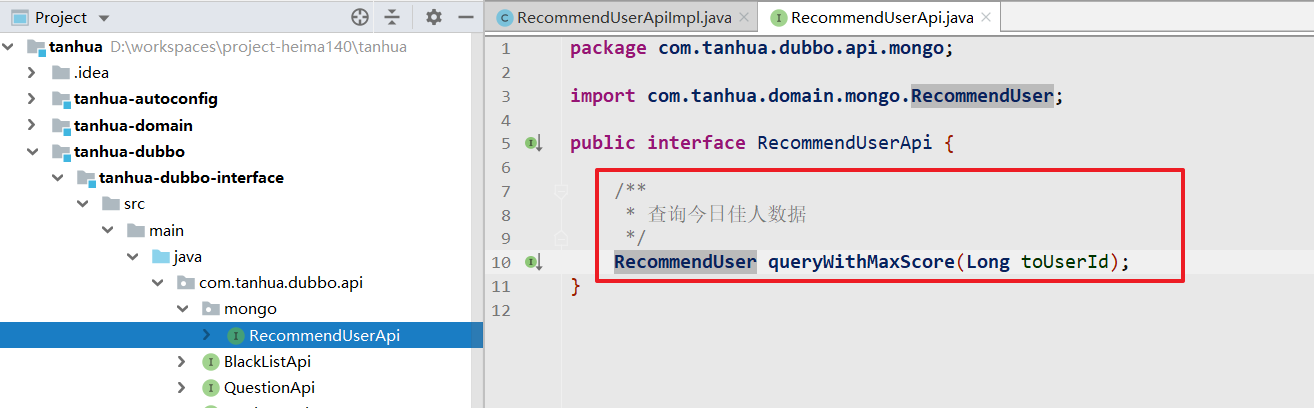 Project
tanhua D:\workspaces\project-heima140\tanhua
.idea
tanhua-autoconfig
tanhua-domain
tanhua-dubbo
tanhua-dubbo-interface
src
main
java
com.tanhua.dubbo.api
mongo
I RecommendUserApi
I BlackListApi
I QuestionApi
C RecommendUserApiImpl.java
I RecommendUserApi.java
1 package com.tanhua.dubbo.api.mongo;
2
3 import com.tanhua.domain.mongo.RecommendUser;
4
5 public interface RecommendUserApi {
6
7 /**
8 * 查询今日佳人数据
9 */
10 RecommendUser queryWithMaxScore(Long toUserId);
11 }
12